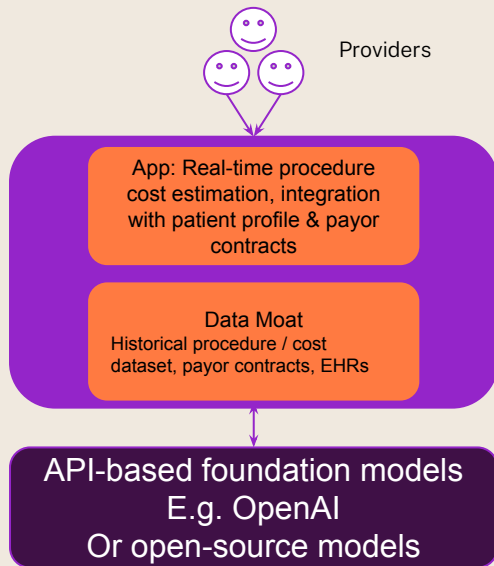 Providers
App: Real-time procedure
cost estimation, integration
with patient profile & payor
contracts
Data Moat
Historical procedure / cost
dataset, payor contracts, EHRs
API-based foundation models
E.g. OpenAI
Or open-source models